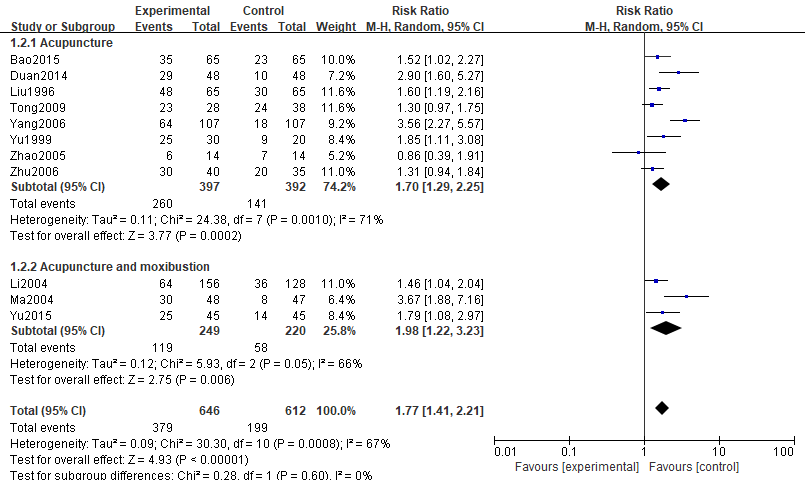 Experimental Control Risk Ratio Risk Ratio
Study or Subgroup Events Total Events Total Weight M-H, Random, 95% CI M-H, Random, 95% CI
1.2.1 Acupuncture
Bao2015 35 65 23 65 10.0% 1.52 [1.02, 2.27]
Duan2014 29 48 10 48 7.2% 2.90 [1.60, 5.27]
Liu1996 48 65 30 65 11.6% 1.60 [1.19, 2.16]
Tong2009 23 28 24 38 11.7% 1.30 [0.97, 1.75]
Yang2006 64 107 18 107 9.2% 3.56 [2.27, 5.57]
Yu1999 25 30 9 20 8.4% 1.85 [1.11, 3.08]
Zhao2005 6 14 7 14 5.2% 0.86 [0.39, 1.91]
Zhu2006 30 40 20 35 10.9% 1.31 [0.94, 1.84]
Subtotal (95% CI) 397 392 74.2% 1.70 [1.29, 2.25]
Total events 260 141
Heterogeneity: Tau² = 0.11; Chi² = 24.38, df = 7 (P = 0.0010); I² = 71%
Test for overall effect: Z = 3.77 (P = 0.0002)
1.2.2 Acupuncture and moxibustion
Li2004 64 156 36 128 11.0% 1.46 [1.04, 2.04]
Ma2004 30 48 8 47 6.4% 3.67 [1.88, 7.16]
Yu2015 25 45 14 45 8.4% 1.79 [1.08, 2.97]
Subtotal (95% CI) 249 220 25.8% 1.98 [1.22, 3.23]
Total events 119 58
Heterogeneity: Tau² = 0.12; Chi² = 5.93, df = 2 (P = 0.05); I² = 66%
Test for overall effect: Z = 2.75 (P = 0.006)
Total (95% CI) 646 612 100.0% 1.77 [1.41, 2.21]
Total events 379 199
Heterogeneity: Tau² = 0.09; Chi² = 30.30, df = 10 (P = 0.0008); I² = 67%
Test for overall effect: Z = 4.93 (P < 0.00001)
Test for subgroup differences: Chi² = 0.28, df = 1 (P = 0.60), I² = 0%
0.01 0.1 1 10 100
Favours [experimental] Favours [control]